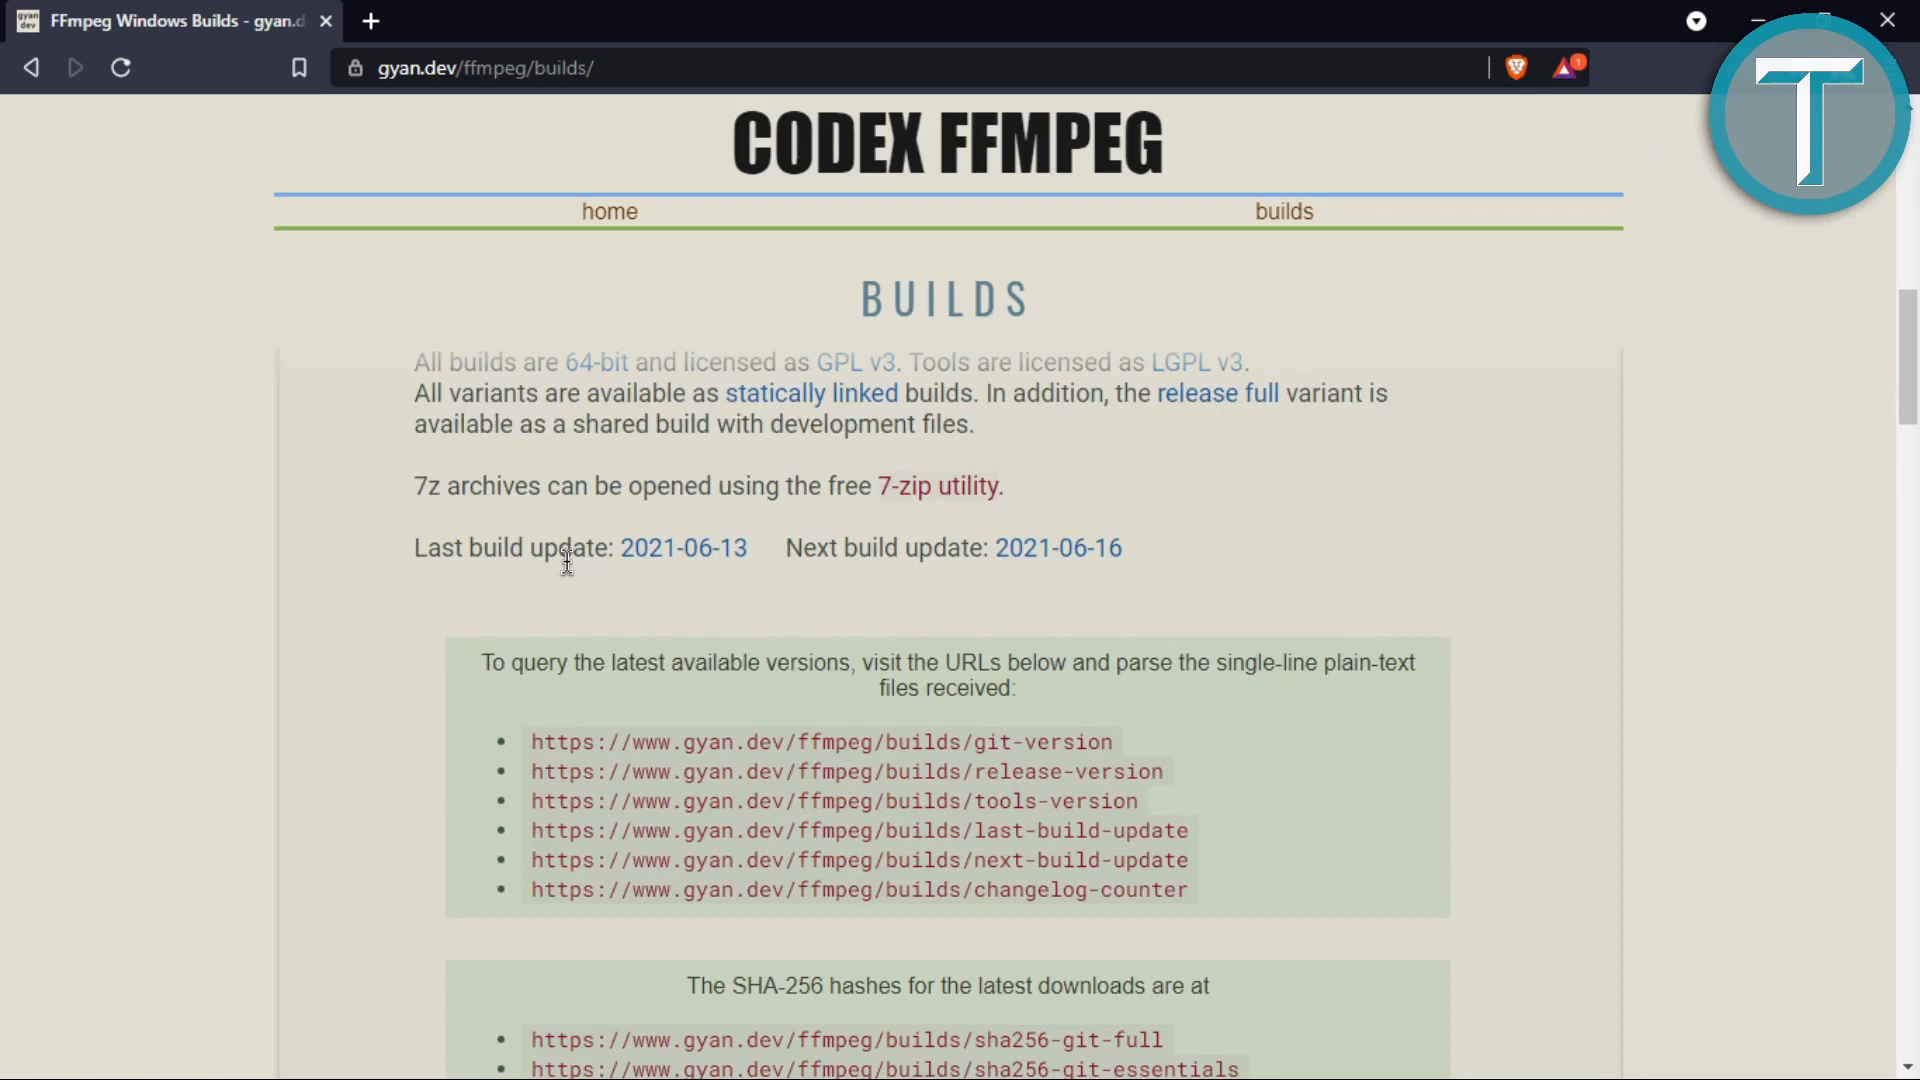 gyan
dev
FFmpeg Windows Builds - gyan.d
gyan.dev/ffmpeg/builds/
1
T
CODEX FFMPEG
home
builds
BUILDS
All builds are 64-bit and licensed as GPL v3. Tools are licensed as LGPL v3.
All variants are available as statically linked builds. In addition, the release full variant is
available as a shared build with development files.
7z archives can be opened using the free 7-zip utility.
Last build update: 2021-06-13 Next build update: 2021-06-16
To query the latest available versions, visit the URLs below and parse the single-line plain-text
files received:
• https://www.gyan.dev/ffmpeg/builds/git-version
• https://www.gyan.dev/ffmpeg/builds/release-version
• https://www.gyan.dev/ffmpeg/builds/tools-version
• https://www.gyan.dev/ffmpeg/builds/last-build-update
• https://www.gyan.dev/ffmpeg/builds/next-build-update
• https://www.gyan.dev/ffmpeg/builds/changelog-counter
The SHA-256 hashes for the latest downloads are at
• https://www.gyan.dev/ffmpeg/builds/sha256-git-full
• https://www.gyan.dev/ffmpeg/builds/sha256-git-essentials